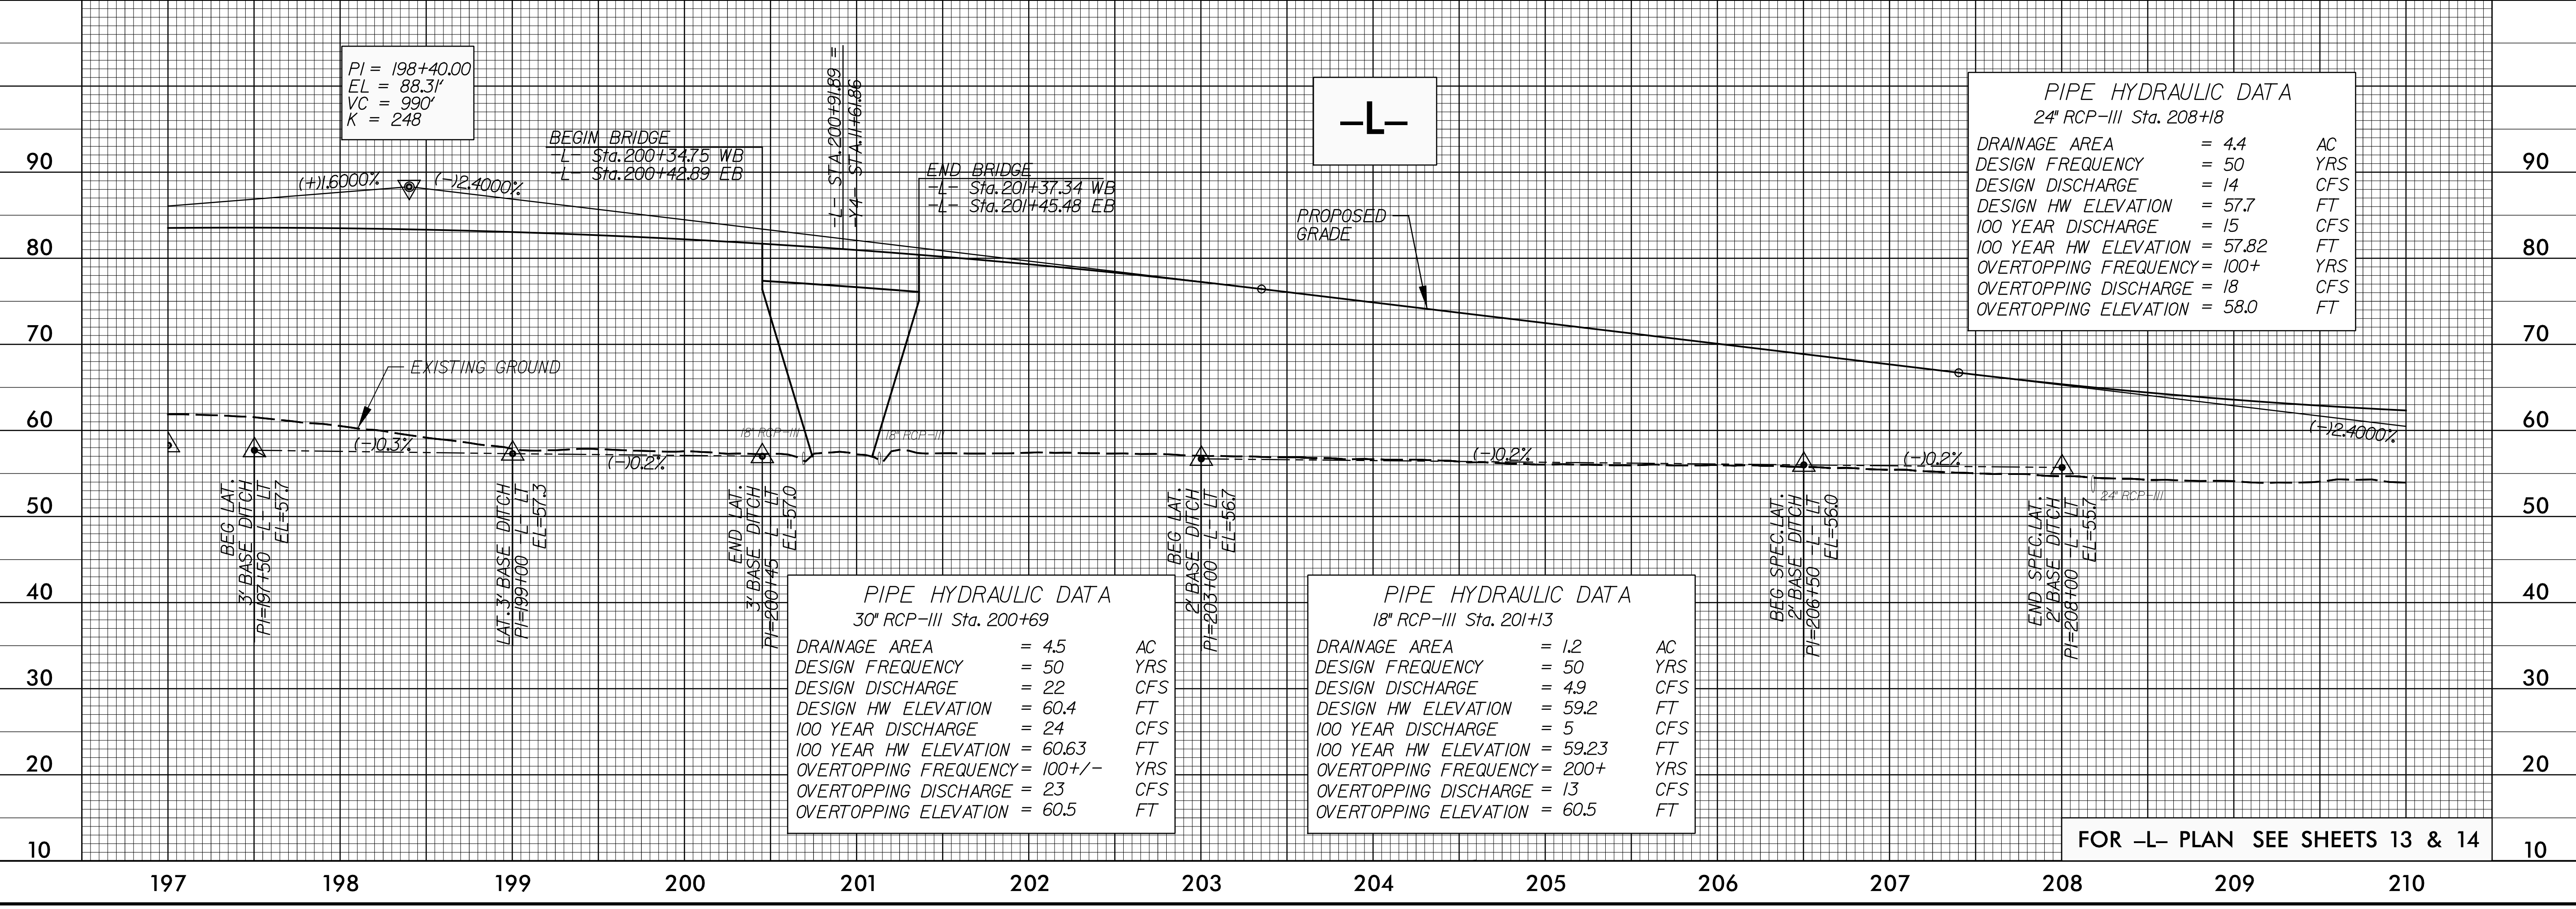 PI = 198+40.00
EL = 88.31'
VC = 990'
K = 248
(+)1.6000%
(-)2.4000%
BEGIN BRIDGE
-L- Sta. 200+34.75 WB
-L- Sta. 200+42.89 EB
-L- STA. 200+91.89 =
-Y4- STA. 11+61.86
END BRIDGE
-L- Sta. 201+37.34 WB
-L- Sta. 201+45.48 EB
-L-
PROPOSED
GRADE
PIPE HYDRAULIC DATA
24" RCP-III Sta. 208+18
DRAINAGE AREA = 4.4 AC
DESIGN FREQUENCY = 50 YRS
DESIGN DISCHARGE = 14 CFS
DESIGN HW ELEVATION = 57.7 FT
100 YEAR DISCHARGE = 15 CFS
100 YEAR HW ELEVATION = 57.82 FT
OVERTOPPING FREQUENCY = 100+ YRS
OVERTOPPING DISCHARGE = 18 CFS
OVERTOPPING ELEVATION = 58.0 FT
90
80
70
60
50
40
30
20
10
90
80
70
60
50
40
30
20
10
EXISTING GROUND
(-)0.3%
(-)0.2%
18" RCP-III
18" RCP-III
(-)0.2%
(-)0.2%
(-)2.4000%
24" RCP-III
BEG LAT.
3' BASE DITCH
PI=197+50 -L- LT
EL=57.7
LAT. 3' BASE DITCH
PI=199+00 -L- LT
EL=57.3
END LAT.
3' BASE DITCH
PI=200+45 -L- LT
EL=57.0
BEG LAT.
2' BASE DITCH
PI=203+00 -L- LT
EL=56.7
BEG SPEC. LAT.
2' BASE DITCH
PI=206+50 -L- LT
EL=56.0
END SPEC. LAT.
2' BASE DITCH
PI=208+00 -L- LT
EL=55.7
PIPE HYDRAULIC DATA
30" RCP-III Sta. 200+69
DRAINAGE AREA = 4.5 AC
DESIGN FREQUENCY = 50 YRS
DESIGN DISCHARGE = 22 CFS
DESIGN HW ELEVATION = 60.4 FT
100 YEAR DISCHARGE = 24 CFS
100 YEAR HW ELEVATION = 60.63 FT
OVERTOPPING FREQUENCY = 100+/- YRS
OVERTOPPING DISCHARGE = 23 CFS
OVERTOPPING ELEVATION = 60.5 FT
PIPE HYDRAULIC DATA
18" RCP-III Sta. 201+13
DRAINAGE AREA = 1.2 AC
DESIGN FREQUENCY = 50 YRS
DESIGN DISCHARGE = 4.9 CFS
DESIGN HW ELEVATION = 59.2 FT
100 YEAR DISCHARGE = 5 CFS
100 YEAR HW ELEVATION = 59.23 FT
OVERTOPPING FREQUENCY = 200+ YRS
OVERTOPPING DISCHARGE = 13 CFS
OVERTOPPING ELEVATION = 60.5 FT
FOR -L- PLAN SEE SHEETS 13 & 14
197 198 199 200 201 202 203 204 205 206 207 208 209 210